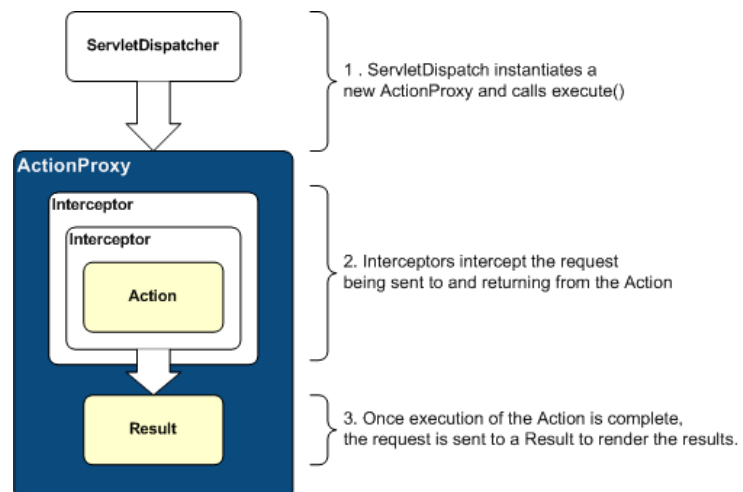 ServletDispatcher
1 . ServletDispatch instantiates a
new ActionProxy and calls execute()
ActionProxy
Interceptor
Interceptor
Action
2. Interceptors intercept the request
being sent to and returning from the Action
Result
3. Once execution of the Action is complete,
the request is sent to a Result to render the results.